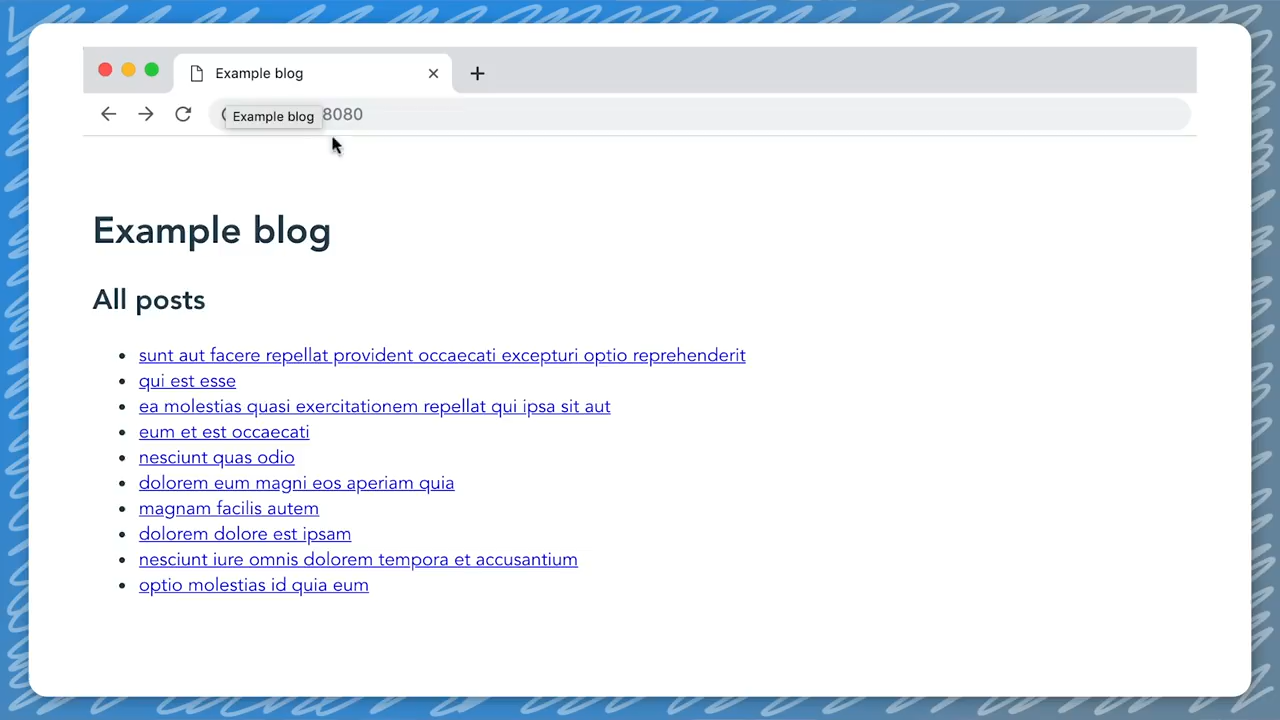 Example blog
Example blog
8080
Example blog
All posts
sunt aut facere repellat provident occaecati excepturi optio reprehenderit
qui est esse
ea molestias quasi exercitationem repellat qui ipsa sit aut
eum et est occaecati
nesciunt quas odio
dolorem eum magni eos aperiam quia
magnam facilis autem
dolorem dolore est ipsam
nesciunt iure omnis dolorem tempora et accusantium
optio molestias id quia eum